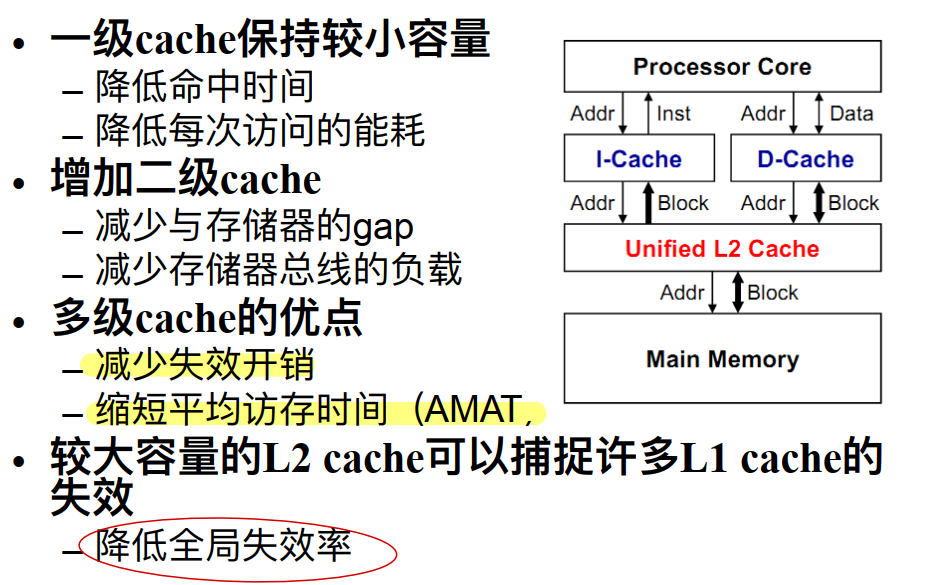 • 一级cache保持较小容量
– 降低命中时间
– 降低每次访问的能耗
• 增加二级cache
– 减少与存储器的gap
– 减少存储器总线的负载
• 多级cache的优点
– 减少失效开销
– 缩短平均访存时间（AMAT
• 较大容量的L2 cache可以捕捉许多L1 cache的
失效
– 降低全局失效率
Processor Core
Addr Inst Addr Data
I-Cache D-Cache
Addr Block Addr Block
Unified L2 Cache
Addr Block
Main Memory